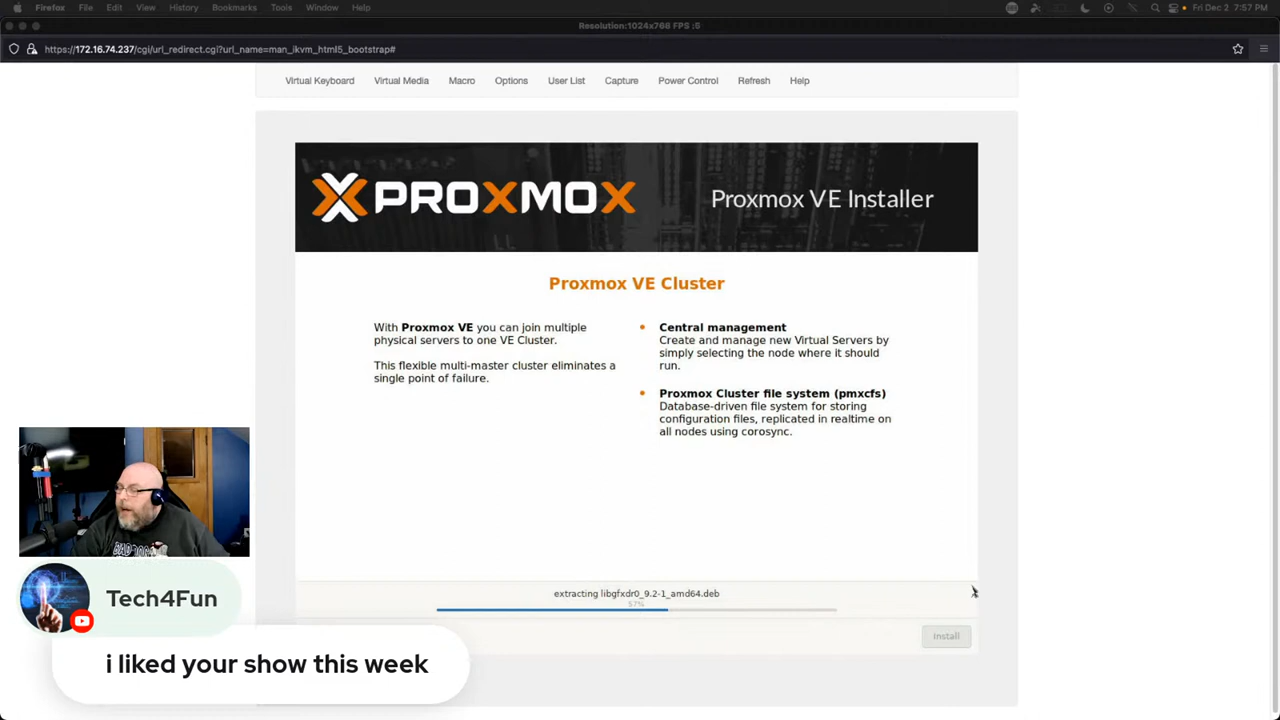 Firefox File Edit View History Bookmarks Tools Window Help
Fri Dec 2 7:57 PM
Resolution:1024x768 FPS :5
https://172.16.74.237/cgi/url_redirect.cgi?url_name=man_ikvm_html5_bootstrap#
Virtual Keyboard Virtual Media Macro Options User List Capture Power Control Refresh Help
PROXMOX
Proxmox VE Installer
Proxmox VE Cluster
With Proxmox VE you can join multiple
physical servers to one VE Cluster.
This flexible multi-master cluster eliminates a
single point of failure.
• Central management
Create and manage new Virtual Servers by
simply selecting the node where it should
run.
• Proxmox Cluster file system (pmxcfs)
Database-driven file system for storing
configuration files, replicated in realtime on
all nodes using corosync.
extracting libgfxdr0_9.2-1_amd64.deb
57%
Install
Tech4Fun
i liked your show this week